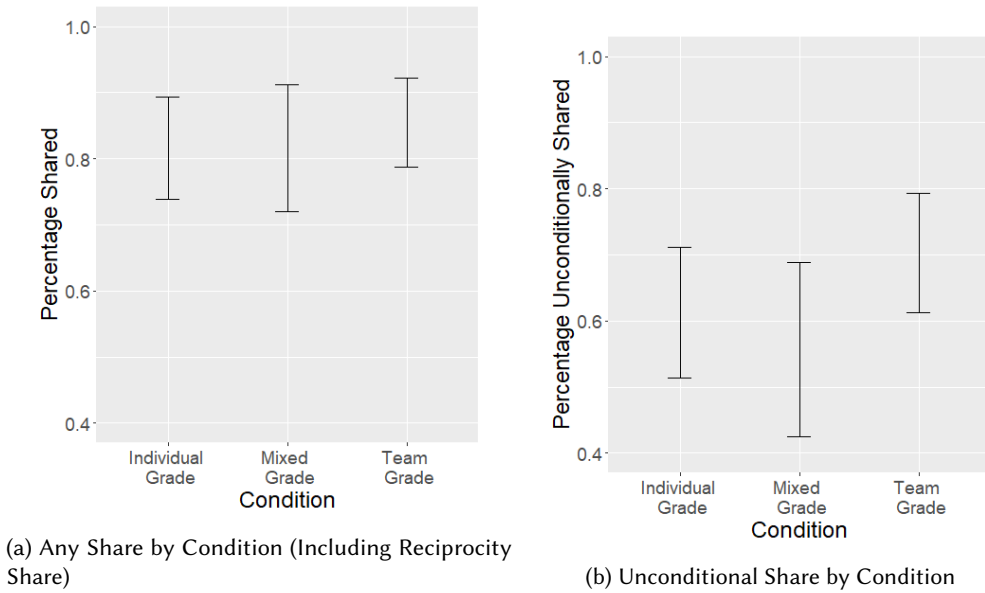 Percentage Shared
1.0
0.8
0.6
0.4
Individual
Grade
Mixed
Grade
Team
Grade
Condition
(a) Any Share by Condition (Including Reciprocity
Share)
Percentage Unconditionally Shared
1.0
0.8
0.6
0.4
Individual
Grade
Mixed
Grade
Team
Grade
Condition
(b) Unconditional Share by Condition